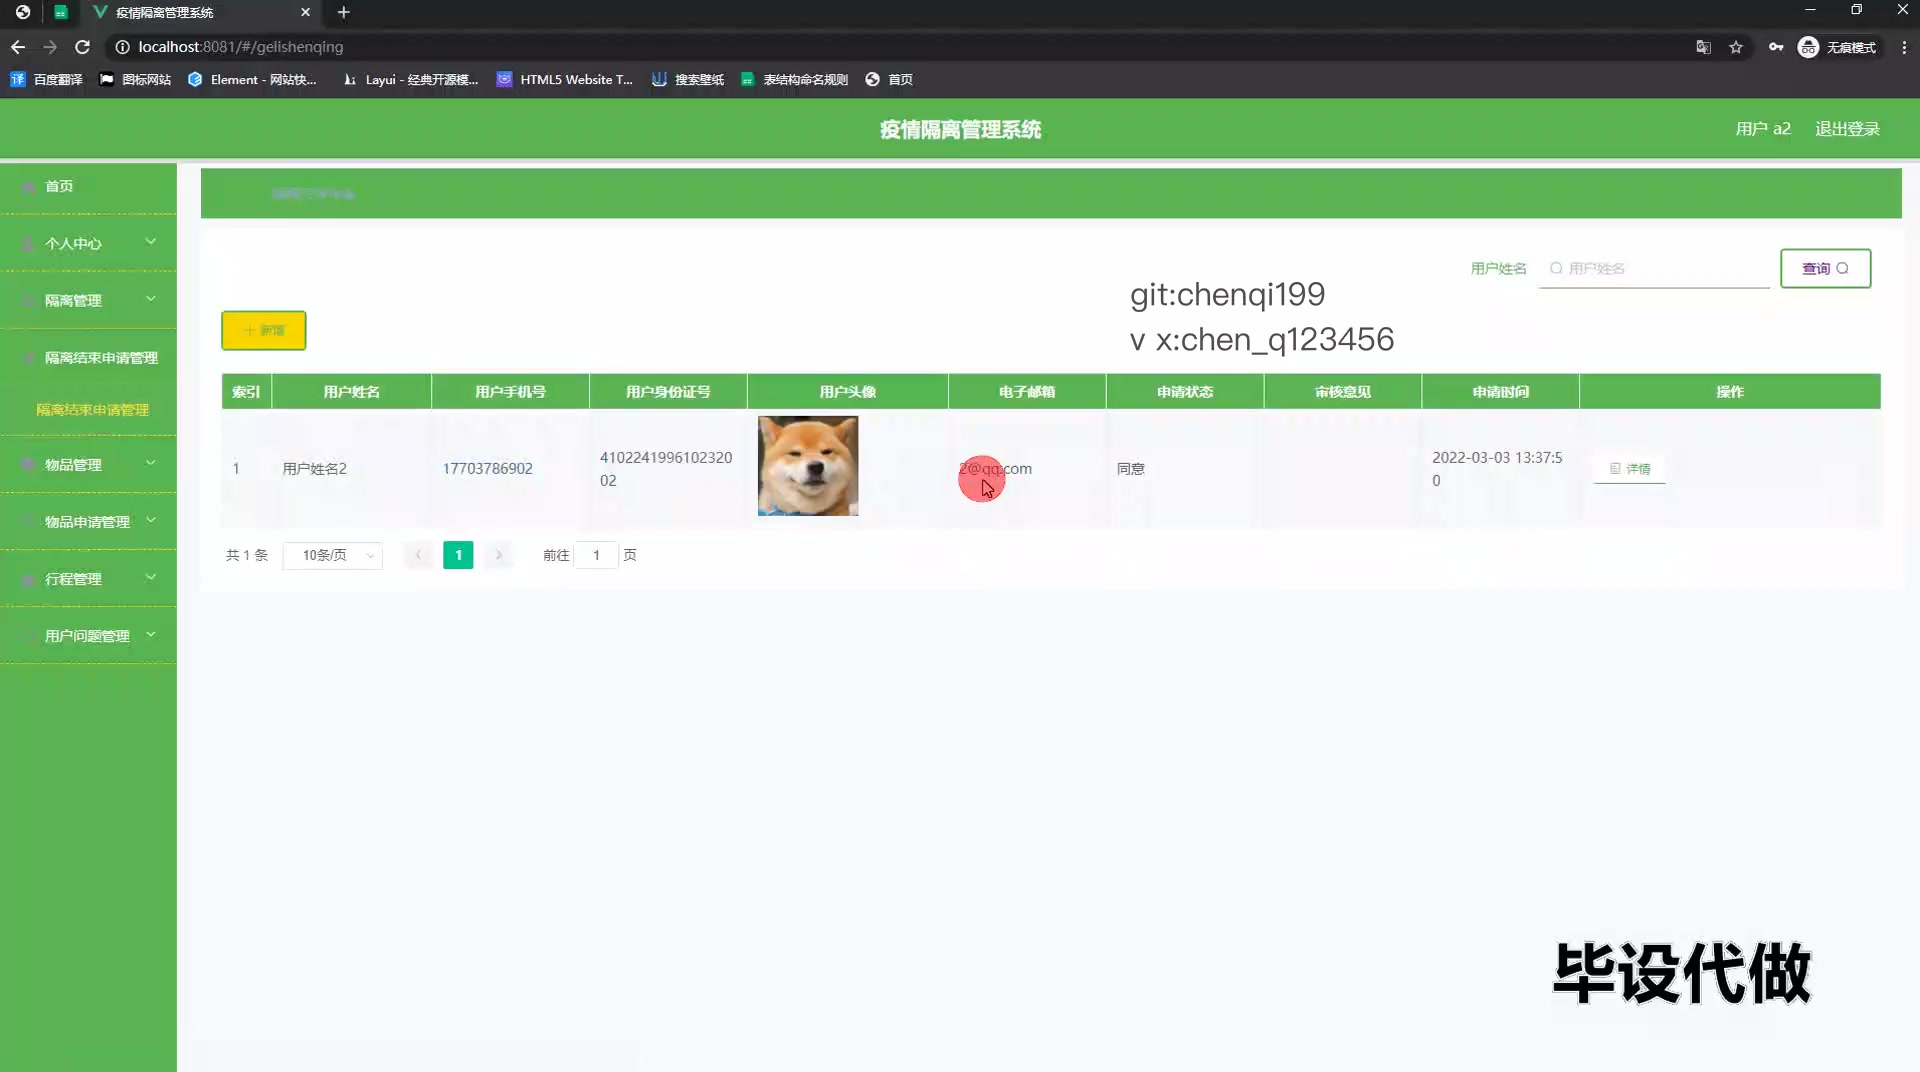 疫情隔离管理系统
localhost:8081/#/gelishenqing
无痕模式
百度翻译
图标网站
Element - 网站快...
Layui - 经典开源模...
HTML5 Website T...
搜索壁纸
表结构命名规则
首页
疫情隔离管理系统
用户 a2
退出登录
首页
个人中心
隔离管理
隔离结束申请管理
隔离结束申请管理
物品管理
物品申请管理
行程管理
用户问题管理
用户姓名
用户姓名
查询
git:chenqi199
v x:chen_q123456
+ 新增
索引 用户姓名 用户手机号 用户身份证号 用户头像 电子邮箱 申请状态 审核意见 申请时间 操作
1 用户姓名2 17703786902 4102241996102320 2@qq.com 同意 2022-03-03 13:37:5 详情
02 0
共 1 条 10条/页 1 前往 1 页
毕设代做